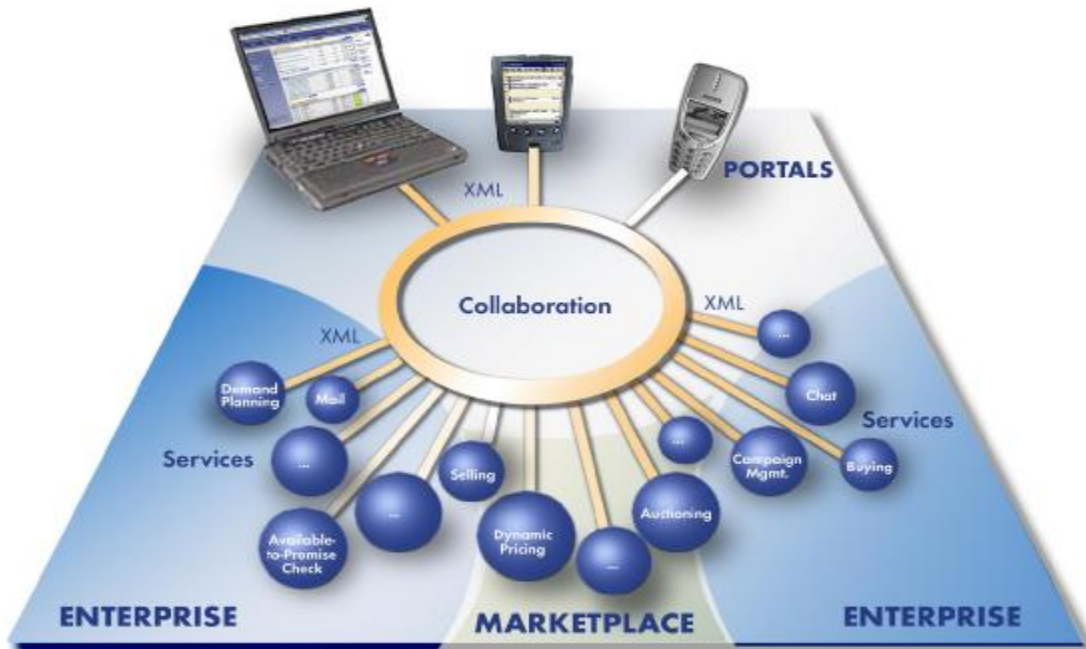 PORTALS
XML
Collaboration
XML
XML
...
Demand
Planning
Mail
Chat
Services
Services
...
...
Campaign
Mgmt.
Buying
Selling
...
Auctioning
Available-
to-Promise
Check
Dynamic
Pricing
...
ENTERPRISE
MARKETPLACE
ENTERPRISE